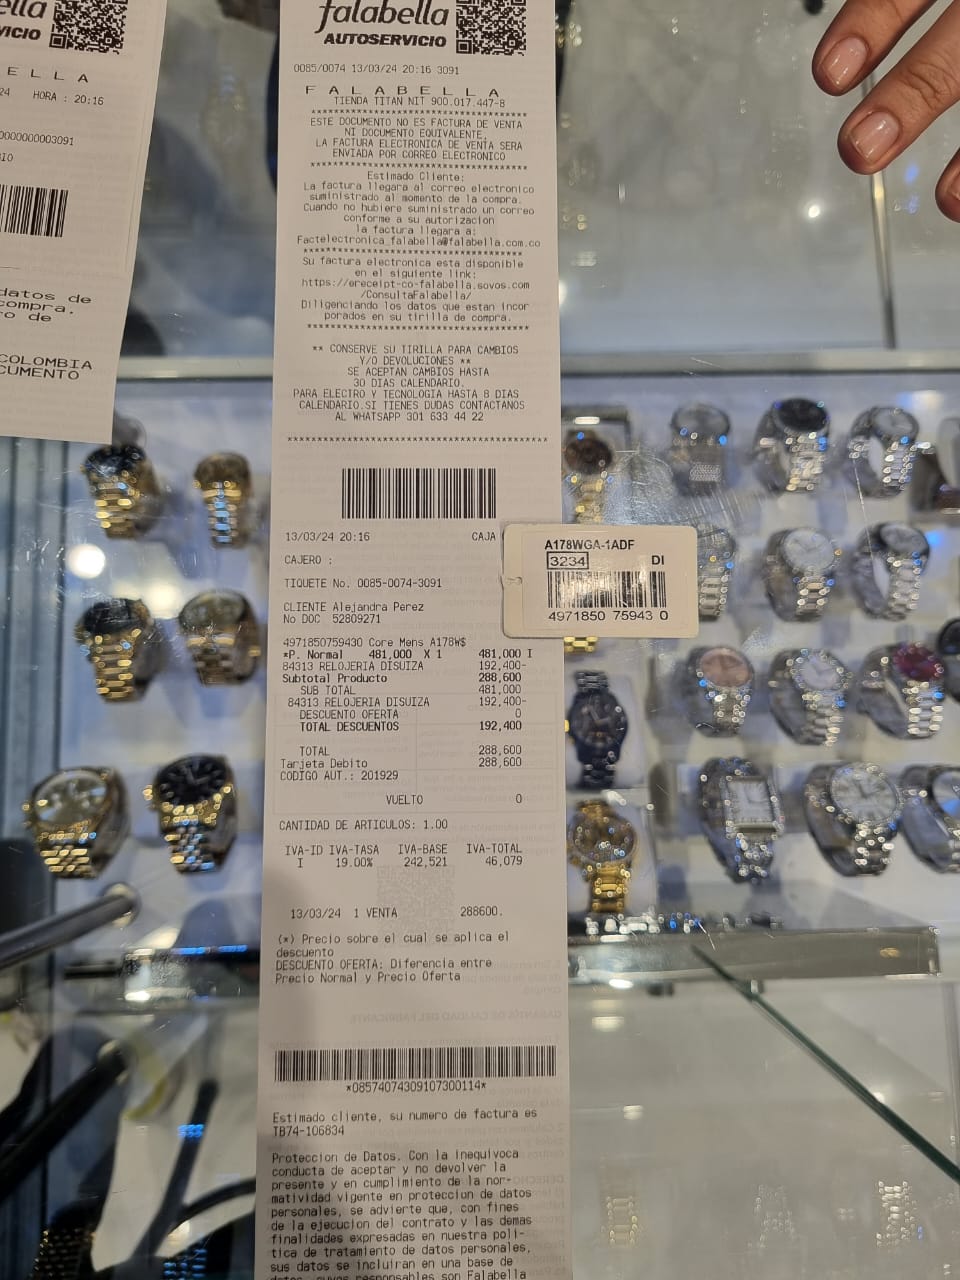 ella
VICIO
ELLA
24 HORA : 20:16
0000000003091
010
datos de
compra.
ro de
COLOMBIA
CUMENTO
falabella
AUTOSERVICIO
0085/0074 13/03/24 20:16 3091
F A L A B E L L A
TIENDA TITAN NIT 900.017.447-8
**********************************
ESTE DOCUMENTO NO ES FACTURA DE VENTA
NI DOCUMENTO EQUIVALENTE,
LA FACTURA ELECTRONICA DE VENTA SERA
ENVIADA POR CORREO ELECTRONICO
**********************************
Estimado Cliente:
La factura llegara al correo electronico
suministrado al momento de la compra.
Cuando no hubiere suministrado un correo
conforme a su autorizacion
la factura llegara a:
Factelectronica_falabella@falabella.com.co
**********************************
Su factura electronica esta disponible
en el siguiente link:
https://ereceipt-co-falabella.sovos.com
/ConsultaFalabella/
Diligenciando los datos que estan incor
porados en su tirilla de compra.
**********************************
** CONSERVE SU TIRILLA PARA CAMBIOS
Y/O DEVOLUCIONES **
SE ACEPTAN CAMBIOS HASTA
30 DIAS CALENDARIO.
PARA ELECTRO Y TECNOLOGIA HASTA 8 DIAS
CALENDARIO.SI TIENES DUDAS CONTACTANOS
AL WHATSAPP 301 633 44 22
****************************************
13/03/24 20:16 CAJA
CAJERO :
TIQUETE No. 0085-0074-3091
CLIENTE Alejandra Perez
No DOC 52809271
4971850759430 Core Mens A178W$
*P. Normal 481,000 X 1 481,000 I
84313 RELOJERIA DISUIZA 192,400-
Subtotal Producto 288,600
SUB TOTAL 481,000
84313 RELOJERIA DISUIZA 192,400-
DESCUENTO OFERTA 0
TOTAL DESCUENTOS 192,400
TOTAL 288,600
Tarjeta Debito 288,600
CODIGO AUT.: 201929
VUELTO 0
CANTIDAD DE ARTICULOS: 1.00
IVA-ID IVA-TASA IVA-BASE IVA-TOTAL
I 19.00% 242,521 46,079
13/03/24 1 VENTA 288600.
(*) Precio sobre el cual se aplica el
descuento
DESCUENTO OFERTA: Diferencia entre
Precio Normal y Precio Oferta
*08574074309107300114*
Estimado cliente, su numero de factura es
TB74-106834
Proteccion de Datos. Con la inequivoca
conducta de aceptar y no devolver la
presente y en cumplimiento de la nor-
matividad vigente en proteccion de datos
personales, se advierte que, con fines
de la ejecucion del contrato y las demas
finalidades expresadas en nuestra poli-
tica de tratamiento de datos personales,
sus datos se incluiran en una base de
datos, cuyos responsables son Falabella
A178WGA-1ADF
3234 DI
4971850 75943 0